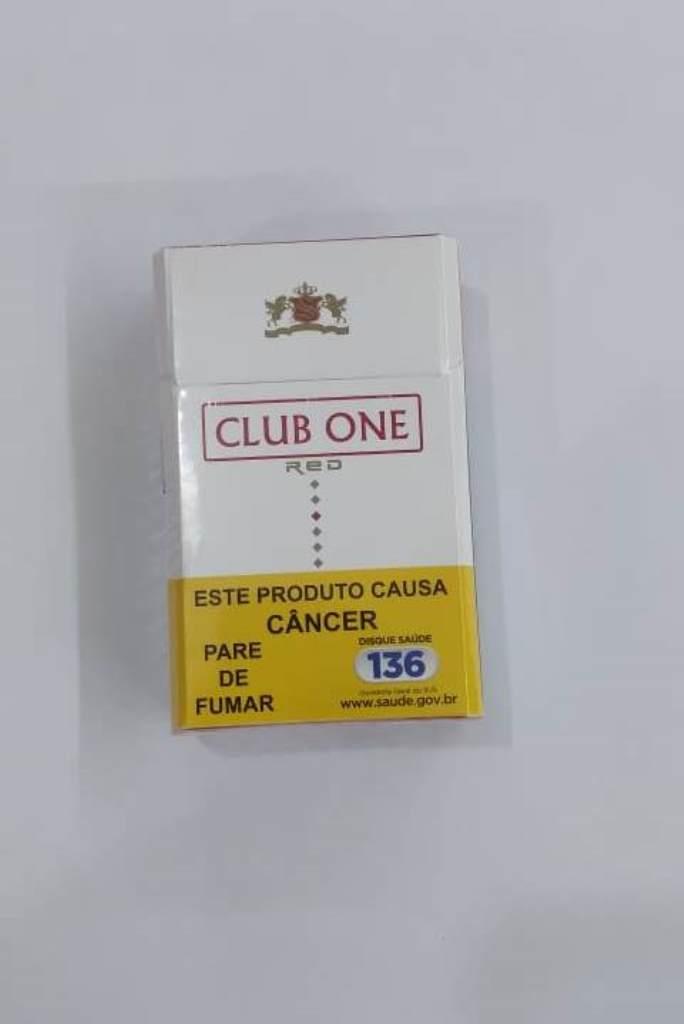 CLUB ONE
RED
ESTE PRODUTO CAUSA
CÂNCER
PARE
DE
FUMAR
DISQUE SAÚDE
136
www.saude.gov.br